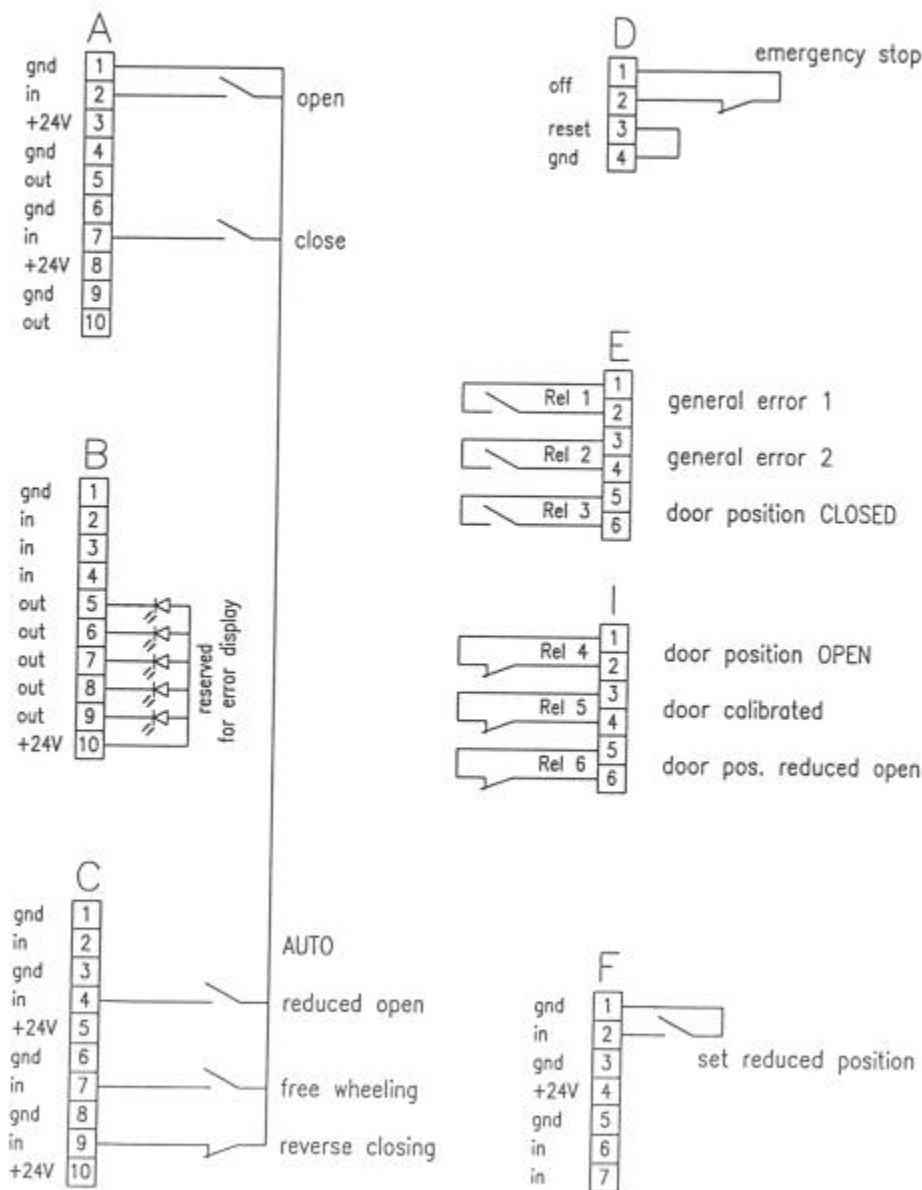 A
gnd 1
in 2 open
+24V 3
gnd 4
out 5
gnd 6
in 7 close
+24V 8
gnd 9
out 10
B
gnd 1
in 2
in 3
in 4
out 5
out 6
out 7
out 8
out 9
+24V 10
reserved
for error display
C
gnd 1
in 2 AUTO
gnd 3
in 4 reduced open
+24V 5
gnd 6
in 7 free wheeling
gnd 8
in 9 reverse closing
+24V 10
D
emergency stop
1
off
2
reset 3
gnd 4
E
Rel 1 1 general error 1
2
Rel 2 3 general error 2
4
Rel 3 5 door position CLOSED
6
I
Rel 4 1 door position OPEN
2
Rel 5 3 door calibrated
4
Rel 6 5 door pos. reduced open
6
F
gnd 1
in 2
set reduced position
gnd 3
+24V 4
gnd 5
in 6
in 7